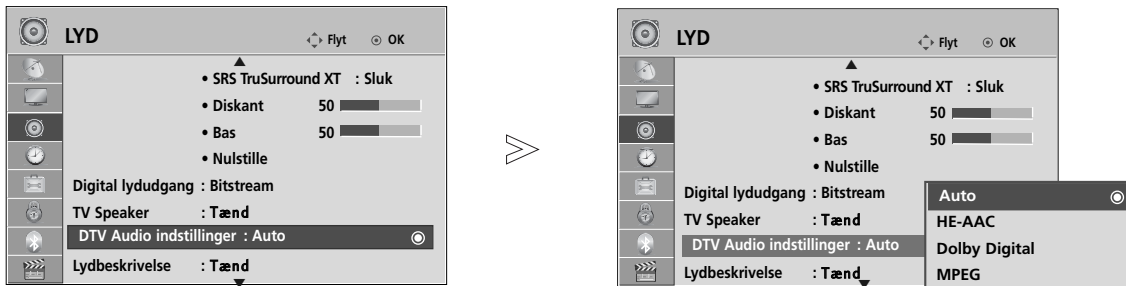 LYD
Flyt OK
• SRS TruSurround XT : Sluk
• Diskant 50
• Bas 50
• Nulstille
Digital lydudgang : Bitstream
TV Speaker : Tænd
DTV Audio indstillinger : Auto
Lydbeskrivelse : Tænd
LYD
Flyt OK
• SRS TruSurround XT : Sluk
• Diskant 50
• Bas 50
• Nulstille
Digital lydudgang : Bitstream
TV Speaker : Tænd
DTV Audio indstillinger : Auto
Lydbeskrivelse : Tænd
Auto
HE-AAC
Dolby Digital
MPEG